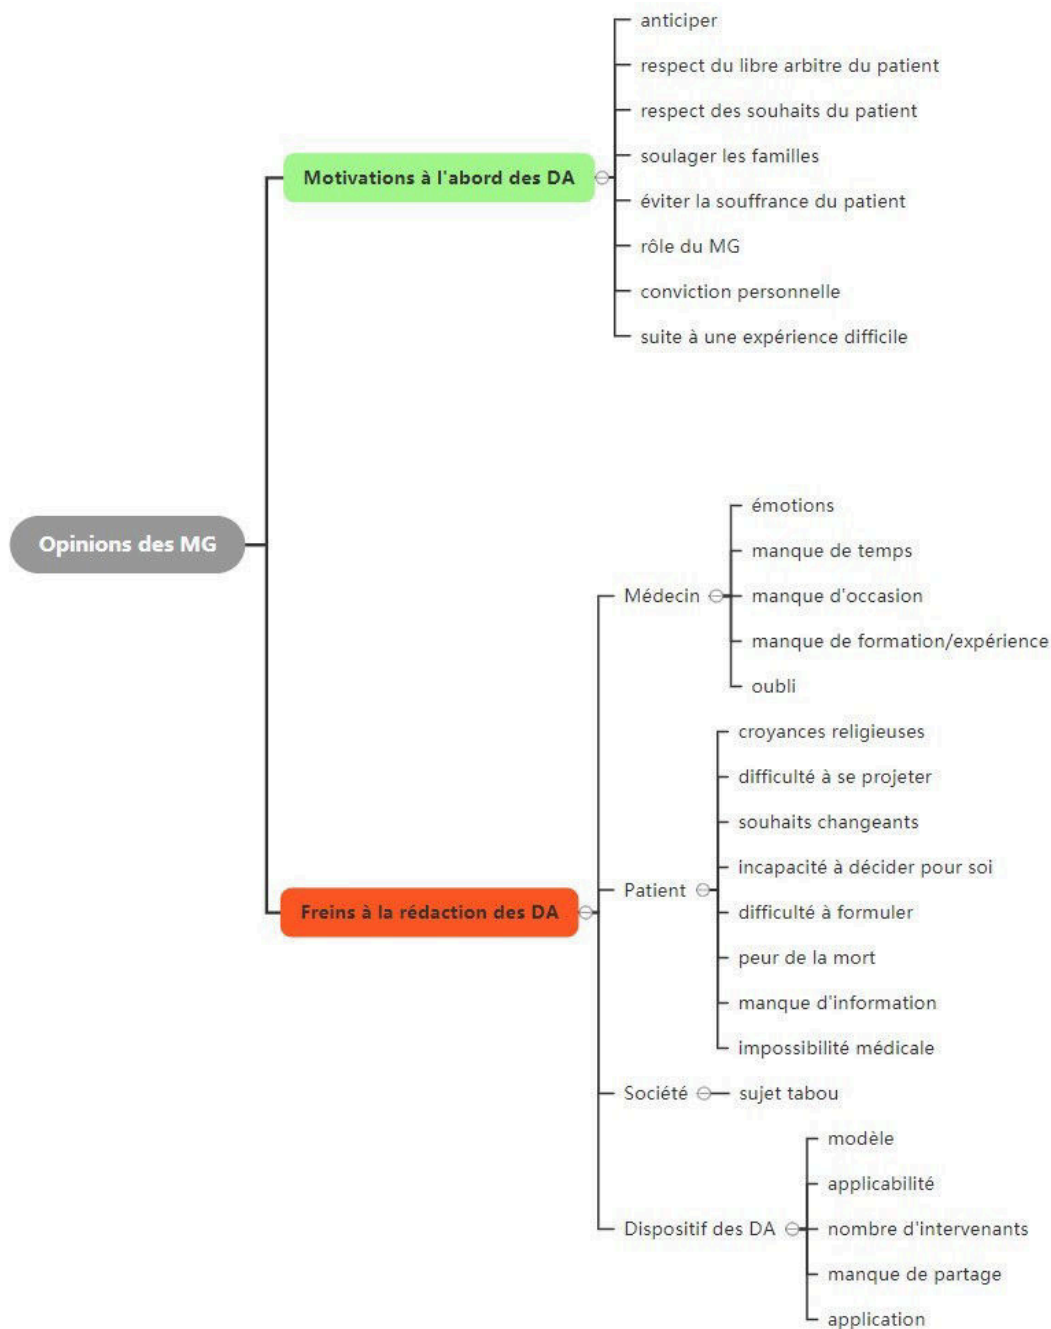 Opinions des MG
Motivations à l'abord des DA
anticiper
respect du libre arbitre du patient
respect des souhaits du patient
soulager les familles
éviter la souffrance du patient
rôle du MG
conviction personnelle
suite à une expérience difficile
Freins à la rédaction des DA
Médecin
émotions
manque de temps
manque d'occasion
manque de formation/expérience
oubli
Patient
croyances religieuses
difficulté à se projeter
souhaits changeants
incapacité à décider pour soi
difficulté à formuler
peur de la mort
manque d'information
impossibilité médicale
Société
sujet tabou
Dispositif des DA
modèle
applicabilité
nombre d'intervenants
manque de partage
application